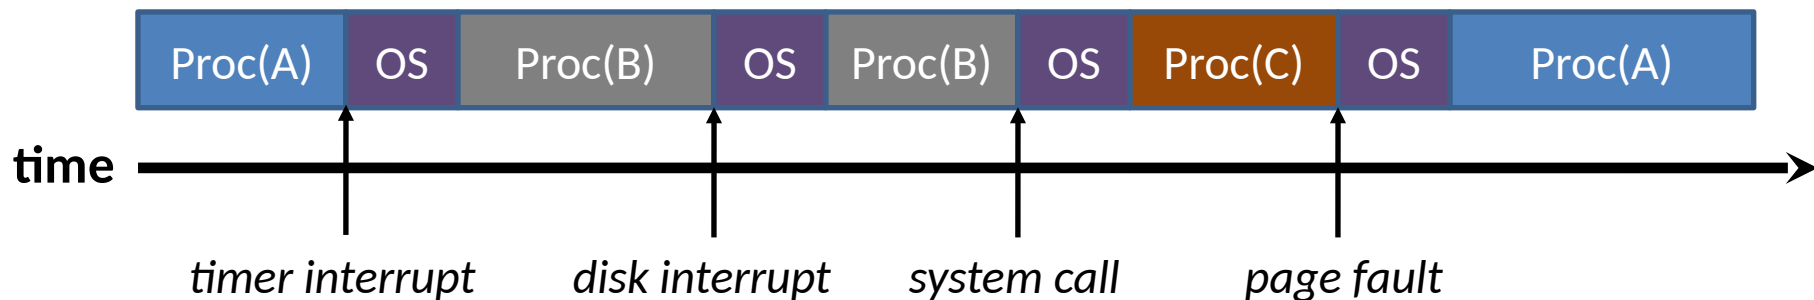 Proc(A) OS Proc(B) OS Proc(B) OS Proc(C) OS Proc(A)
time
timer interrupt disk interrupt system call page fault